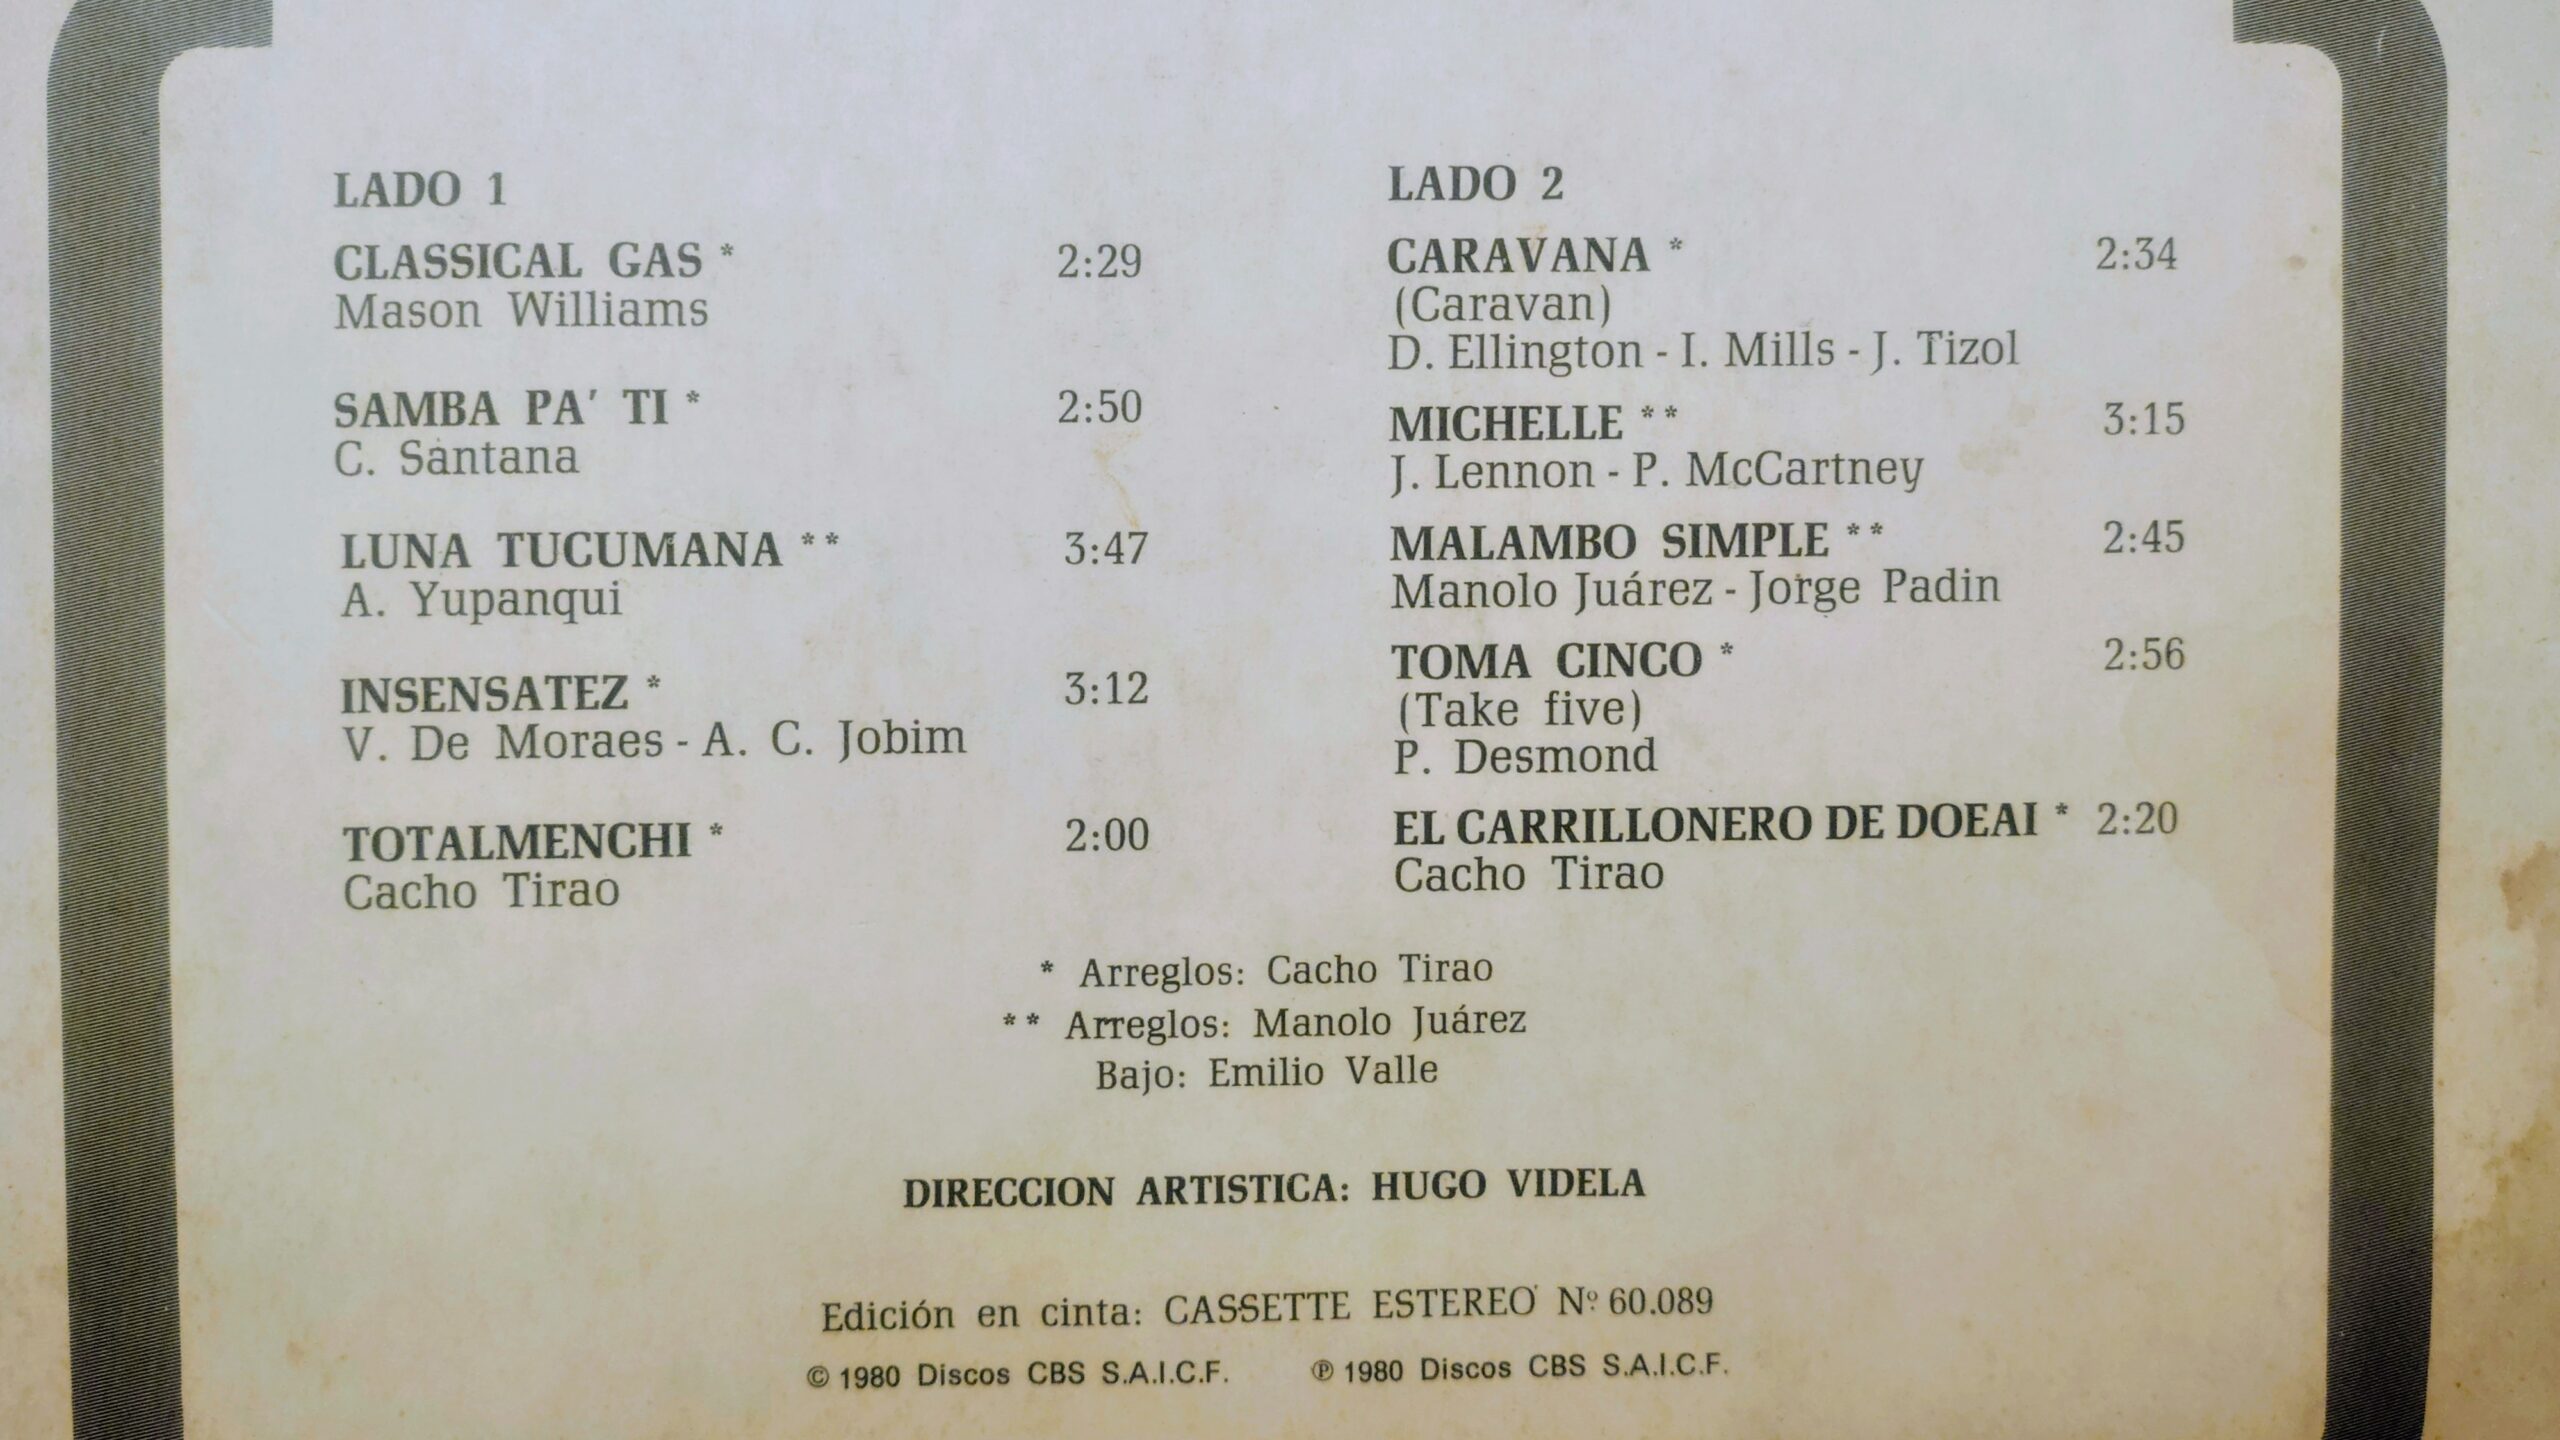 LADO 1
CLASSICAL GAS * 2:29
Mason Williams
SAMBA PA' TI * 2:50
C. Santana
LUNA TUCUMANA ** 3:47
A. Yupanqui
INSENSATEZ * 3:12
V. De Moraes - A. C. Jobim
TOTALMENCHI * 2:00
Cacho Tirao
LADO 2
CARAVANA * 2:34
(Caravan)
D. Ellington - I. Mills - J. Tizol
MICHELLE ** 3:15
J. Lennon - P. McCartney
MALAMBO SIMPLE ** 2:45
Manolo Juárez - Jorge Padin
TOMA CINCO * 2:56
(Take five)
P. Desmond
EL CARRILLONERO DE DOEAI * 2:20
Cacho Tirao
* Arreglos: Cacho Tirao
** Arreglos: Manolo Juárez
Bajo: Emilio Valle
DIRECCION ARTISTICA: HUGO VIDELA
Edición en cinta: CASSETTE ESTEREO Nº 60.089
© 1980 Discos CBS S.A.I.C.F. ℗ 1980 Discos CBS S.A.I.C.F.